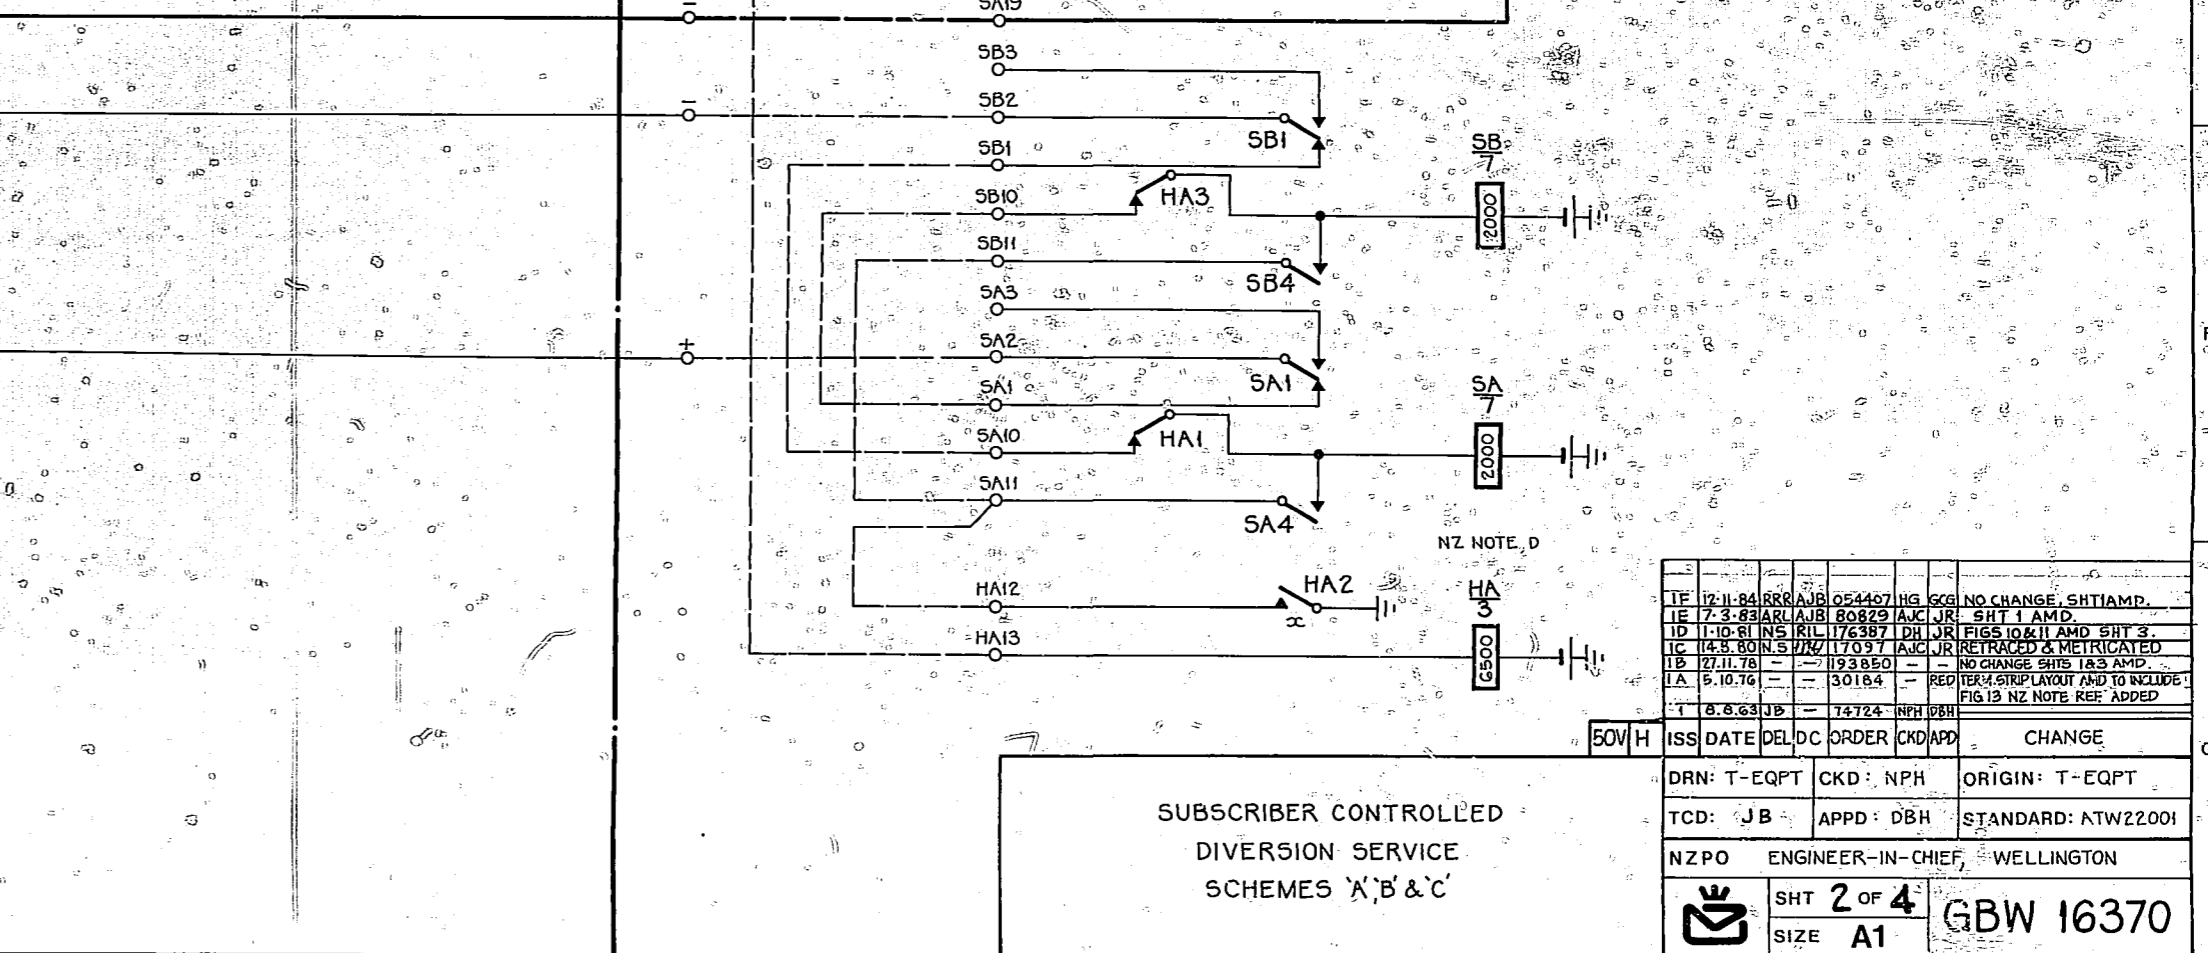 SA19
SB3
SB2
SB1
SB1
SB
7
2000
HA3
SB10
SB11
SB4
SA3
+
SA2
SA1
SA1
SA
7
2000
HA1
SA10
SA11
SA4
NZ NOTE D
HA12
HA2
x
HA
3
6500
HA13
1F 12·11·84 RRR AJB 054407 HG GCG NO CHANGE, SHT 1 AMD.
1E 7·3·83 ARL AJB 80829 AJC JR SHT 1 AMD.
1D 1·10·81 NS RIL 176387 DH JR FIGS 10 & 11 AMD SHT 3.
1C 14.8.80 N.S 17097 AJC JR RETRACED & METRICATED
1B 27.11.78 — — 193850 — — NO CHANGE SHTS 1&3 AMD.
1A 5.10.76 — — 30184 — RED TERM. STRIP LAYOUT AMD TO INCLUDE
FIG 13 NZ NOTE REF. ADDED
1 8.8.63 JB — 74724 NPH DBH
50V H ISS DATE DEL DC ORDER CKD APD CHANGE
DRN: T-EQPT CKD: NPH ORIGIN: T-EQPT
TCD: JB APPD: DBH STANDARD: ATW22001
NZPO ENGINEER-IN-CHIEF, WELLINGTON
SHT 2 OF 4
SIZE A1
GBW 16370
SUBSCRIBER CONTROLLED
DIVERSION SERVICE
SCHEMES 'A','B' & 'C'